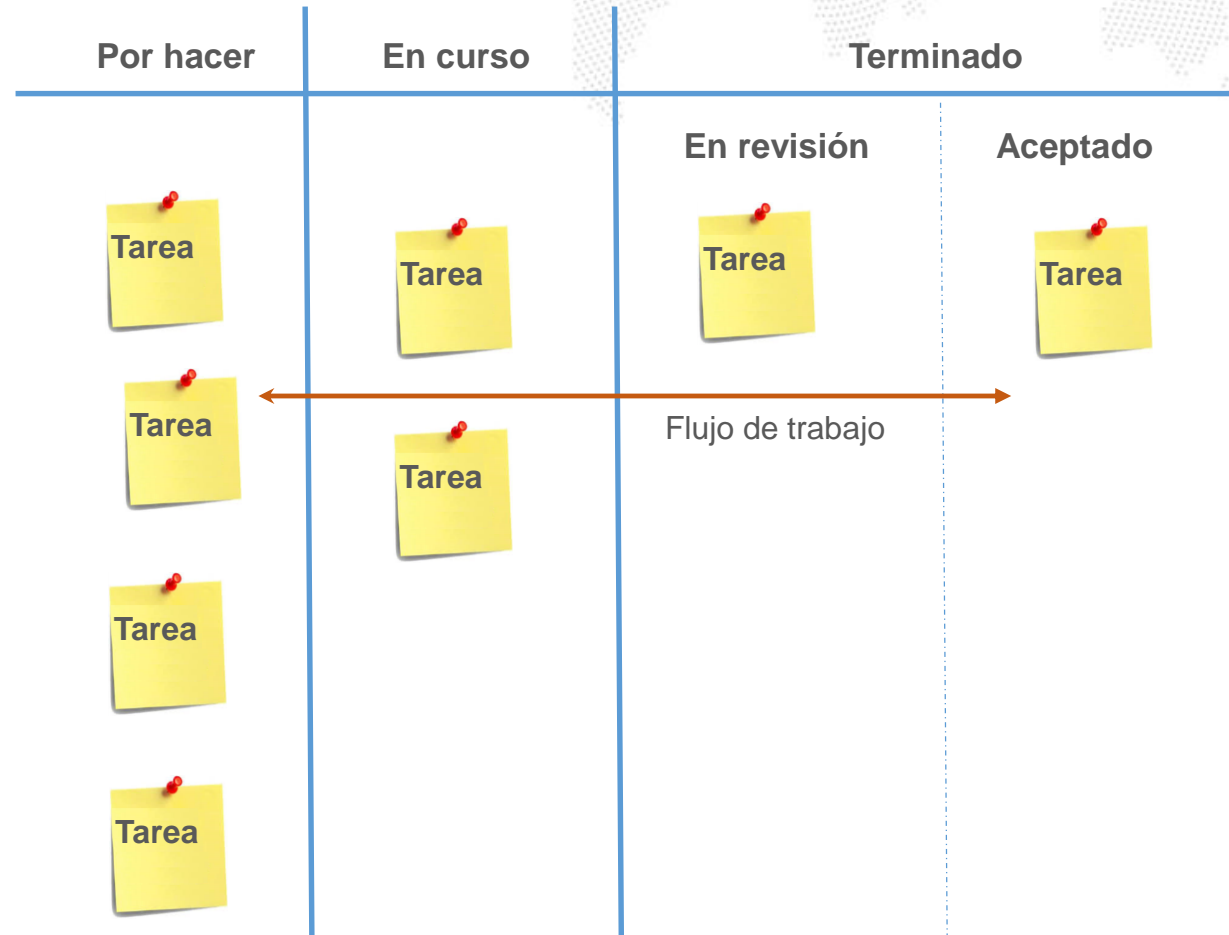 Por hacer
En curso
Terminado
En revisión
Aceptado
Tarea
Tarea
Tarea
Tarea
Tarea
Flujo de trabajo
Tarea
Tarea
Tarea